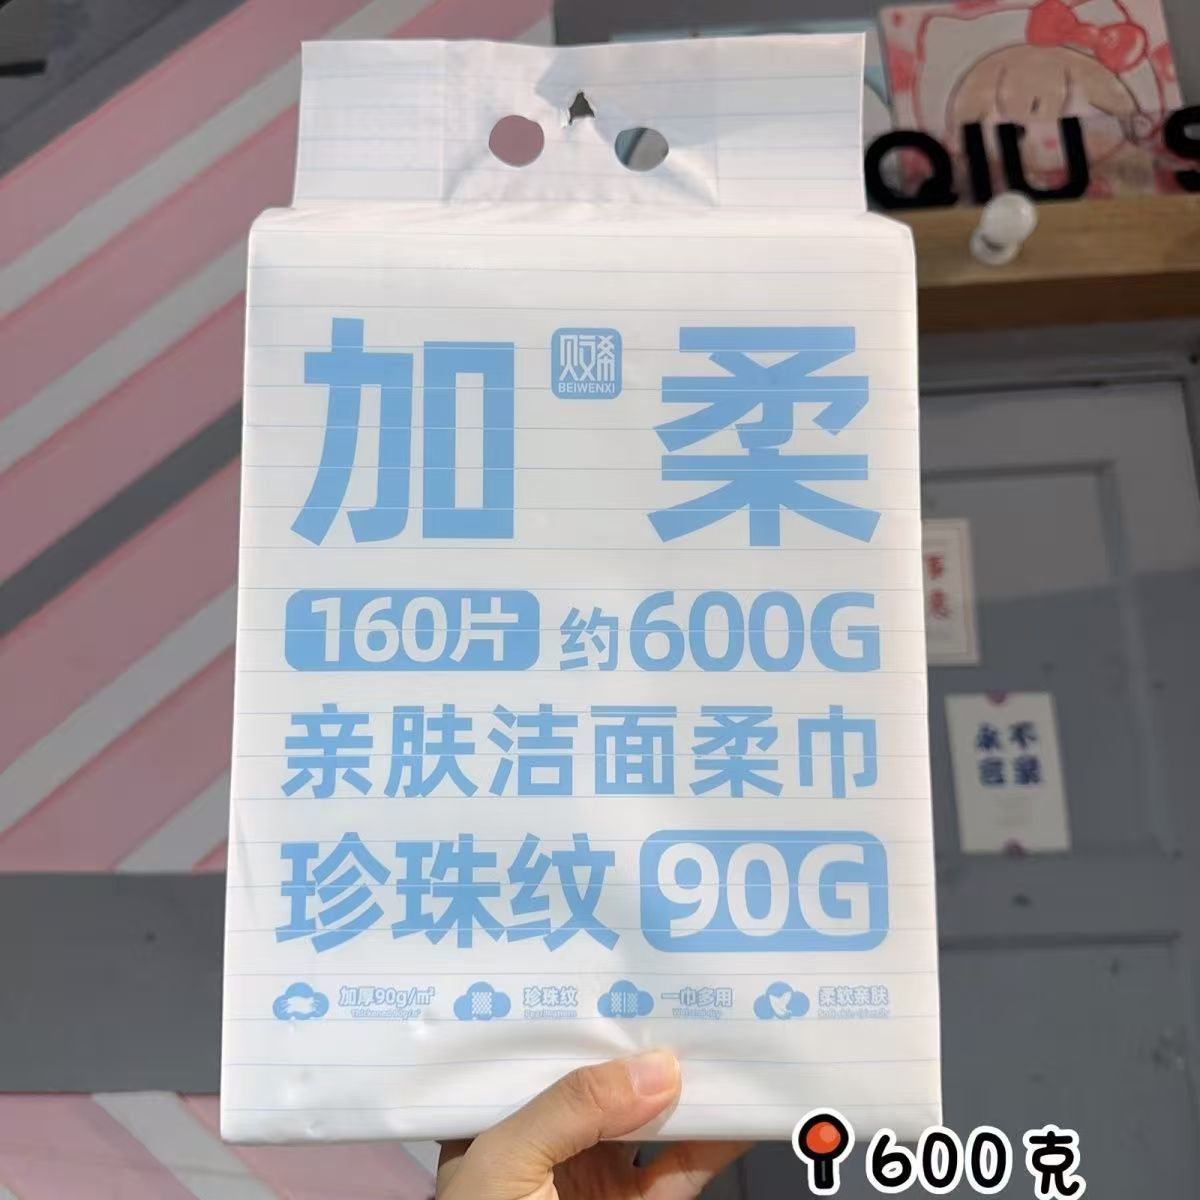 QIU S
加柔
BEIWENXI
160片 约600G
亲肤洁面柔巾
珍珠纹 90G
加厚90g/m² 珍珠纹 一巾多用 柔软亲肤
600克